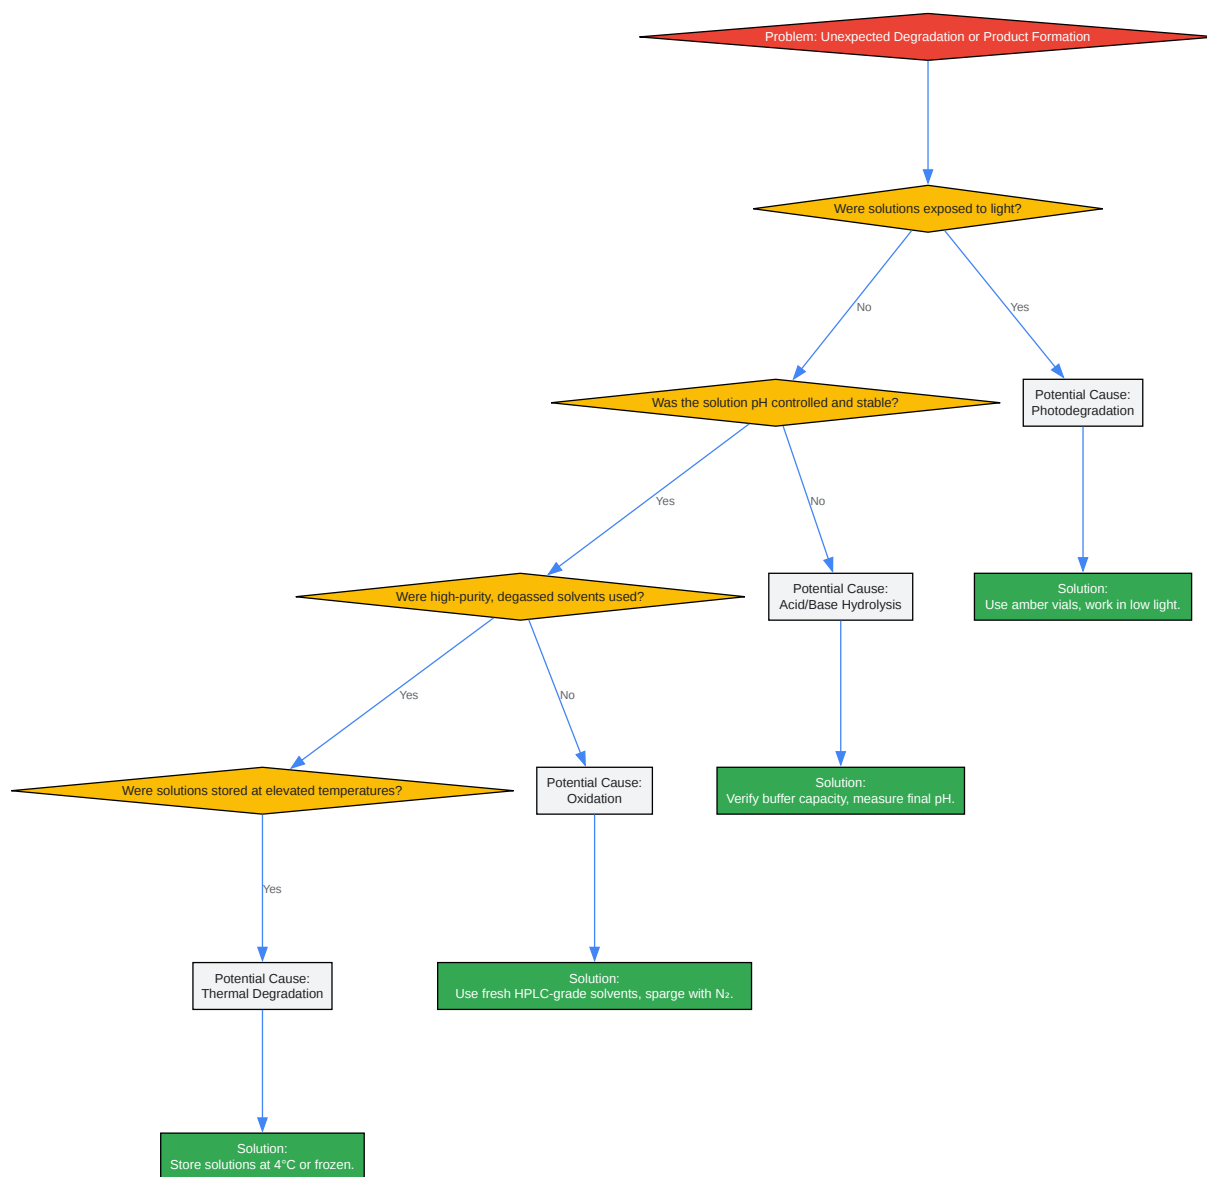 Problem: Unexpected Degradation or Product Formation
Were solutions exposed to light?
No
Yes
Was the solution pH controlled and stable?
Potential Cause:
Photodegradation
Yes
No
Were high-purity, degassed solvents used?
Potential Cause:
Acid/Base Hydrolysis
Solution:
Use amber vials, work in low light.
Yes
No
Were solutions stored at elevated temperatures?
Potential Cause:
Oxidation
Solution:
Verify buffer capacity, measure final pH.
Yes
Potential Cause:
Thermal Degradation
Solution:
Use fresh HPLC-grade solvents, sparge with N₂.
Solution:
Store solutions at 4°C or frozen.